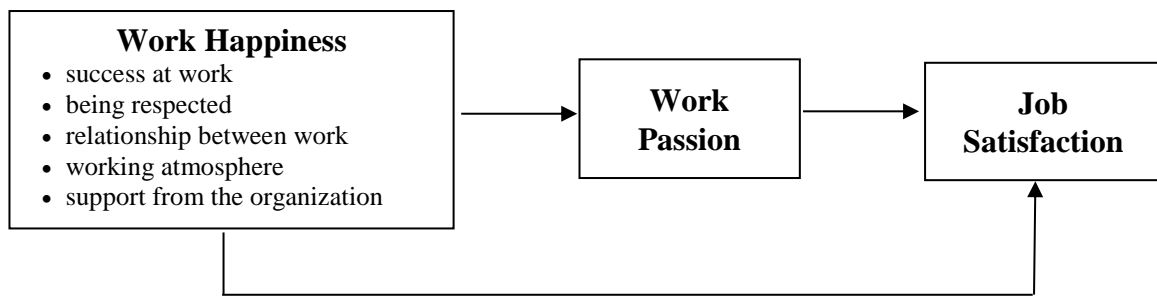 Work Happiness
• success at work
• being respected
• relationship between work
• working atmosphere
• support from the organization
Work
Passion
Job
Satisfaction